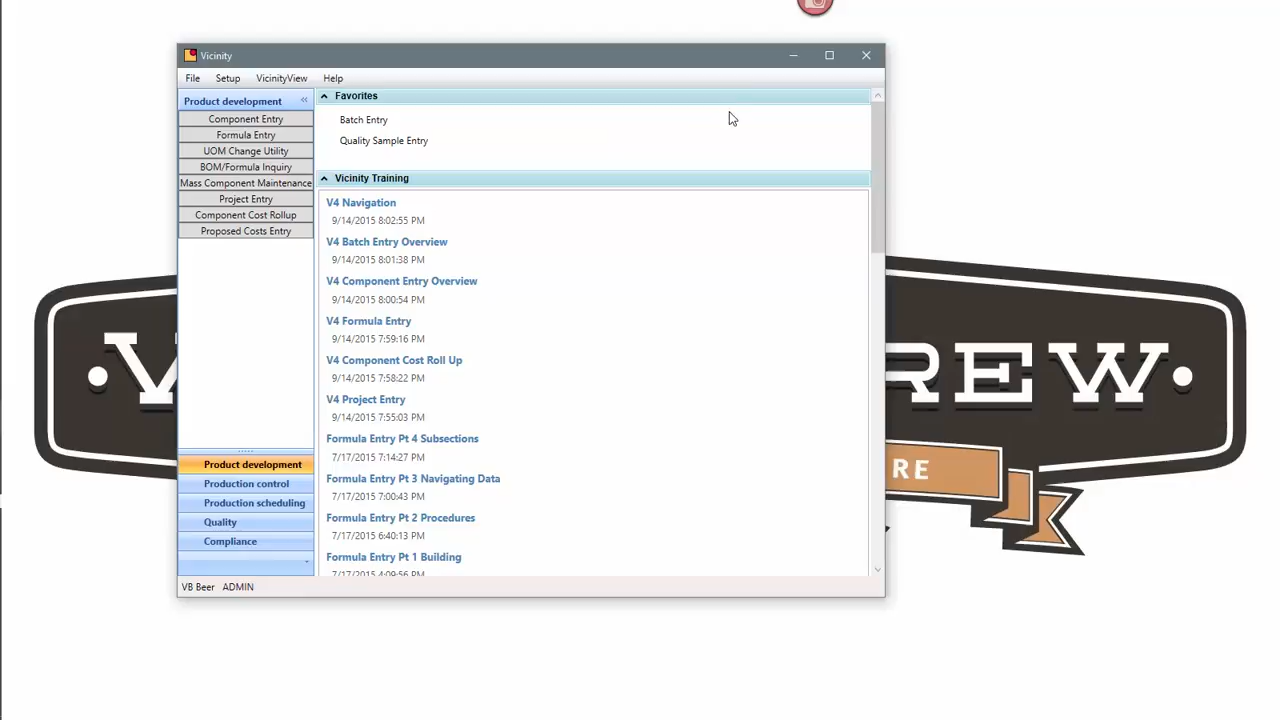 Vicinity
File Setup VicinityView Help
Product development
Component Entry
Formula Entry
UOM Change Utility
BOM/Formula Inquiry
Mass Component Maintenance
Project Entry
Component Cost Rollup
Proposed Costs Entry
Product development
Production control
Production scheduling
Quality
Compliance
Favorites
Batch Entry
Quality Sample Entry
Vicinity Training
V4 Navigation
9/14/2015 8:02:55 PM
V4 Batch Entry Overview
9/14/2015 8:01:38 PM
V4 Component Entry Overview
9/14/2015 8:00:54 PM
V4 Formula Entry
9/14/2015 7:59:16 PM
V4 Component Cost Roll Up
9/14/2015 7:58:22 PM
V4 Project Entry
9/14/2015 7:55:03 PM
Formula Entry Pt 4 Subsections
7/17/2015 7:14:27 PM
Formula Entry Pt 3 Navigating Data
7/17/2015 7:00:43 PM
Formula Entry Pt 2 Procedures
7/17/2015 6:40:13 PM
Formula Entry Pt 1 Building
7/17/2015 4:09:56 PM
VB Beer ADMIN
V
REW
RE